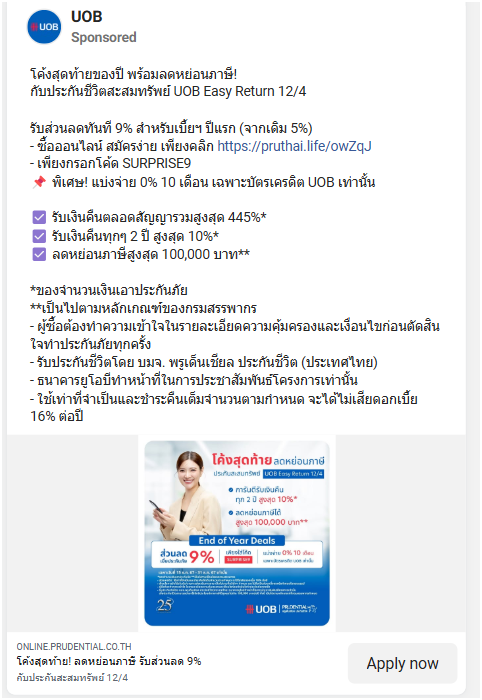 UOB
UOB
Sponsored
โค้งสุดท้ายของปี พร้อมลดหย่อนภาษี!
กับประกันชีวิตสะสมทรัพย์ UOB Easy Return 12/4
รับส่วนลดทันที 9% สำหรับเบี้ยฯ ปีแรก (จากเดิม 5%)
- ซื้อออนไลน์ สมัครง่าย เพียงคลิก https://pruthai.life/owZqJ
- เพียงกรอกโค้ด SURPRISE9
📌 พิเศษ! แบ่งจ่าย 0% 10 เดือน เฉพาะบัตรเครดิต UOB เท่านั้น
☑ รับเงินคืนตลอดสัญญารวมสูงสุด 445%*
☑ รับเงินคืนทุกๆ 2 ปี สูงสุด 10%*
☑ ลดหย่อนภาษีสูงสุด 100,000 บาท**
*ของจำนวนเงินเอาประกันภัย
**เป็นไปตามหลักเกณฑ์ของกรมสรรพากร
- ผู้ซื้อต้องทำความเข้าใจในรายละเอียดความคุ้มครองและเงื่อนไขก่อนตัดสิน
ใจทำประกันภัยทุกครั้ง
- รับประกันชีวิตโดย บมจ. พรูเด็นเชียล ประกันชีวิต (ประเทศไทย)
- ธนาคารยูโอบีทำหน้าที่ในการประชาสัมพันธ์โครงการเท่านั้น
- ใช้เท่าที่จำเป็นและชำระคืนเต็มจำนวนตามกำหนด จะได้ไม่เสียดอกเบี้ย
16% ต่อปี
โค้งสุดท้าย ลดหย่อนภาษี
ประกันสะสมทรัพย์ UOB Easy Return 12/4
การันตีรับเงินคืน
ทุก 2 ปี สูงสุด 10%*
ลดหย่อนภาษีได้
สูงสุด 100,000 บาท**
End of Year Deals
ส่วนลด 9%
เพียงใส่โค้ด
SURPRISE9
แบ่งจ่าย 0% 10 เดือน
25
UOB PRUDENTIAL
ONLINE.PRUDENTIAL.CO.TH
โค้งสุดท้าย! ลดหย่อนภาษี รับส่วนลด 9%
กับประกันสะสมทรัพย์ 12/4
Apply now